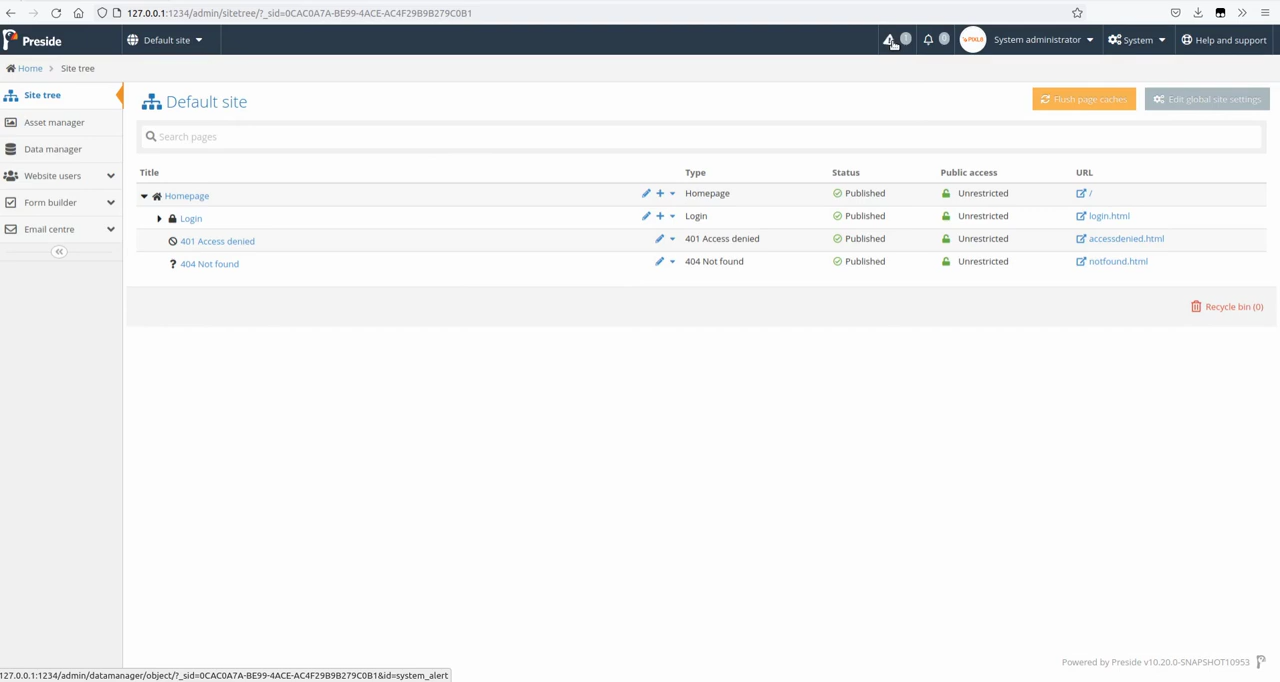 127.0.0.1:1234/admin/sitetree/?_sid=0CAC0A7A-BE99-4ACE-AC4F29B9B279C0B1
Preside
Default site
1
0
PIXL8
System administrator
System
Help and support
Home > Site tree
Site tree
Asset manager
Data manager
Website users
Form builder
Email centre
Default site
Flush page caches
Edit global site settings
Search pages
Title Type Status Public access URL
Homepage Homepage Published Unrestricted /
Login Login Published Unrestricted login.html
401 Access denied 401 Access denied Published Unrestricted accessdenied.html
404 Not found 404 Not found Published Unrestricted notfound.html
Recycle bin (0)
Powered by Preside v10.20.0-SNAPSHOT10953
127.0.0.1:1234/admin/datamanager/object/?_sid=0CAC0A7A-BE99-4ACE-AC4F29B9B279C0B1&id=system_alert